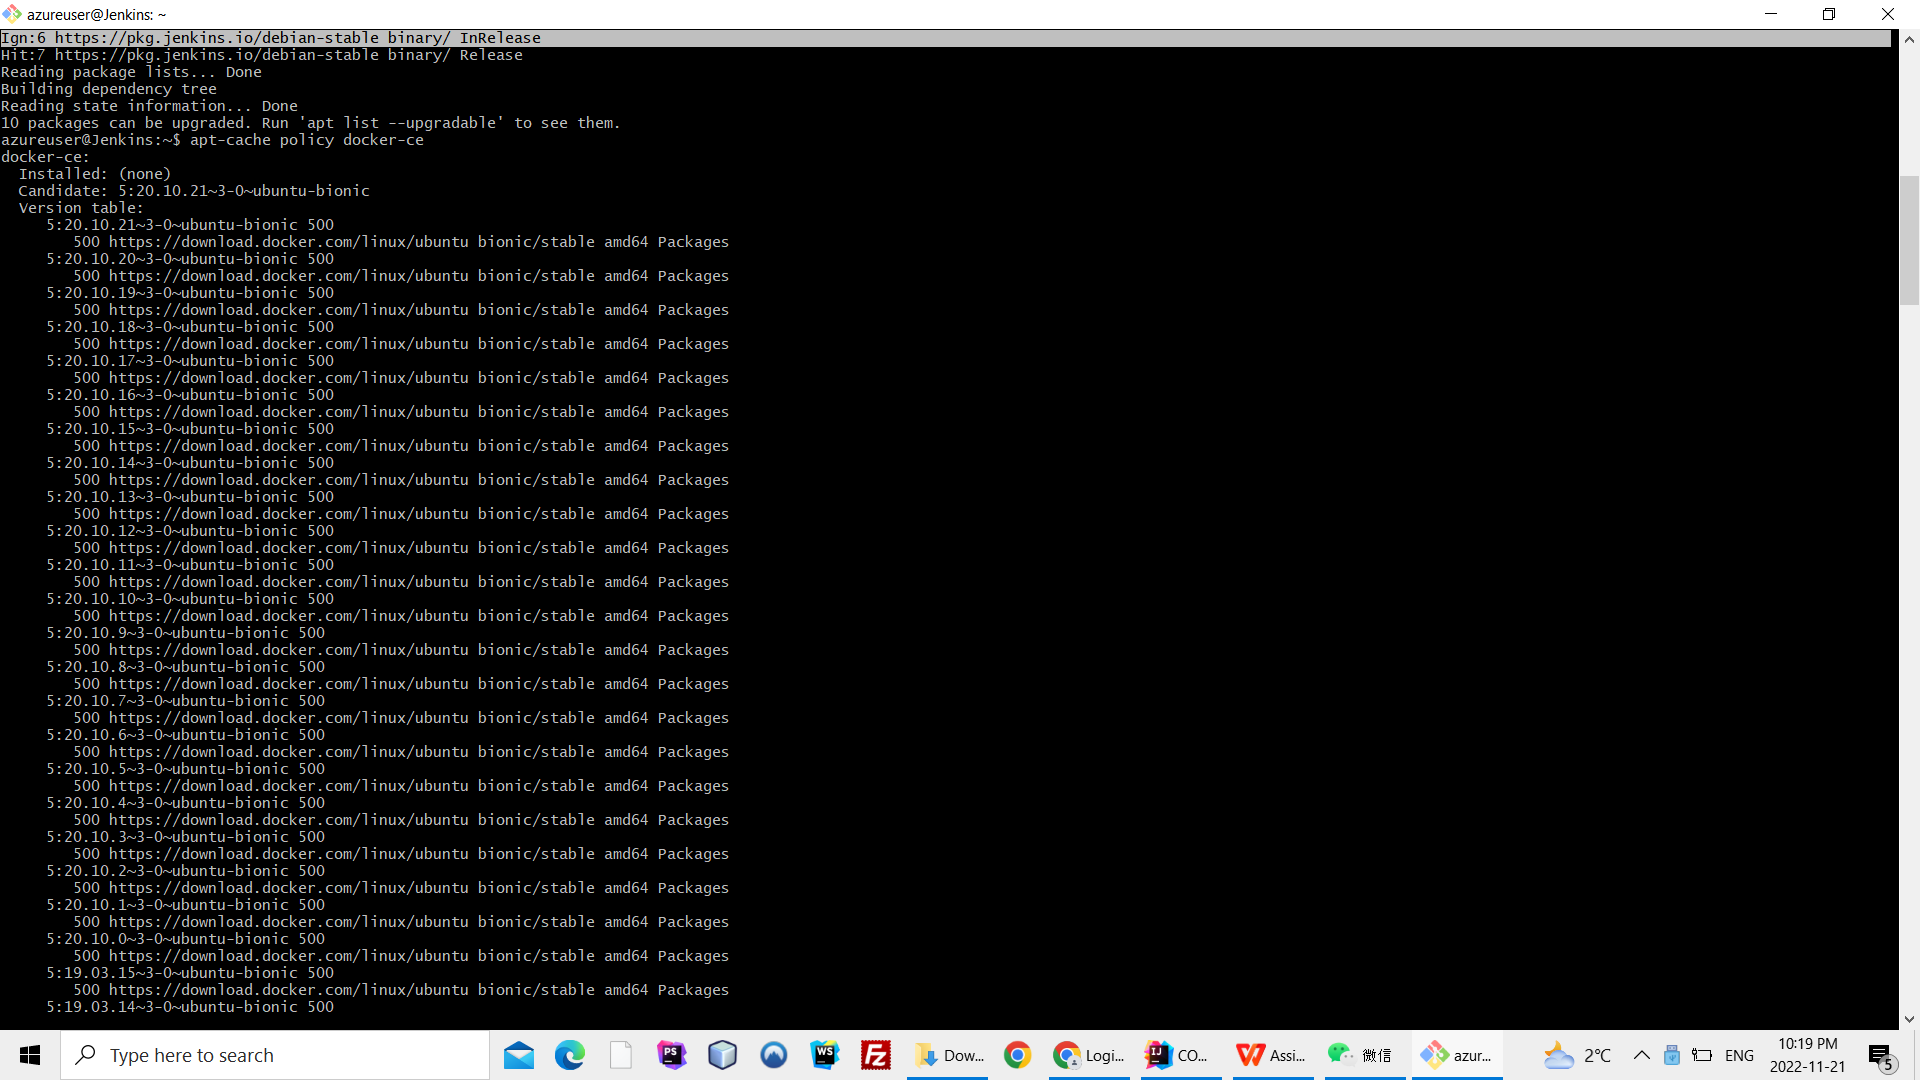 azureuser@Jenkins: ~
Ign:6 https://pkg.jenkins.io/debian-stable binary/ InRelease
Hit:7 https://pkg.jenkins.io/debian-stable binary/ Release
Reading package lists... Done
Building dependency tree
Reading state information... Done
10 packages can be upgraded. Run 'apt list --upgradable' to see them.
azureuser@Jenkins:~$ apt-cache policy docker-ce
docker-ce:
  Installed: (none)
  Candidate: 5:20.10.21~3-0~ubuntu-bionic
  Version table:
     5:20.10.21~3-0~ubuntu-bionic 500
        500 https://download.docker.com/linux/ubuntu bionic/stable amd64 Packages
     5:20.10.20~3-0~ubuntu-bionic 500
        500 https://download.docker.com/linux/ubuntu bionic/stable amd64 Packages
     5:20.10.19~3-0~ubuntu-bionic 500
        500 https://download.docker.com/linux/ubuntu bionic/stable amd64 Packages
     5:20.10.18~3-0~ubuntu-bionic 500
        500 https://download.docker.com/linux/ubuntu bionic/stable amd64 Packages
     5:20.10.17~3-0~ubuntu-bionic 500
        500 https://download.docker.com/linux/ubuntu bionic/stable amd64 Packages
     5:20.10.16~3-0~ubuntu-bionic 500
        500 https://download.docker.com/linux/ubuntu bionic/stable amd64 Packages
     5:20.10.15~3-0~ubuntu-bionic 500
        500 https://download.docker.com/linux/ubuntu bionic/stable amd64 Packages
     5:20.10.14~3-0~ubuntu-bionic 500
        500 https://download.docker.com/linux/ubuntu bionic/stable amd64 Packages
     5:20.10.13~3-0~ubuntu-bionic 500
        500 https://download.docker.com/linux/ubuntu bionic/stable amd64 Packages
     5:20.10.12~3-0~ubuntu-bionic 500
        500 https://download.docker.com/linux/ubuntu bionic/stable amd64 Packages
     5:20.10.11~3-0~ubuntu-bionic 500
        500 https://download.docker.com/linux/ubuntu bionic/stable amd64 Packages
     5:20.10.10~3-0~ubuntu-bionic 500
        500 https://download.docker.com/linux/ubuntu bionic/stable amd64 Packages
     5:20.10.9~3-0~ubuntu-bionic 500
        500 https://download.docker.com/linux/ubuntu bionic/stable amd64 Packages
     5:20.10.8~3-0~ubuntu-bionic 500
        500 https://download.docker.com/linux/ubuntu bionic/stable amd64 Packages
     5:20.10.7~3-0~ubuntu-bionic 500
        500 https://download.docker.com/linux/ubuntu bionic/stable amd64 Packages
     5:20.10.6~3-0~ubuntu-bionic 500
        500 https://download.docker.com/linux/ubuntu bionic/stable amd64 Packages
     5:20.10.5~3-0~ubuntu-bionic 500
        500 https://download.docker.com/linux/ubuntu bionic/stable amd64 Packages
     5:20.10.4~3-0~ubuntu-bionic 500
        500 https://download.docker.com/linux/ubuntu bionic/stable amd64 Packages
     5:20.10.3~3-0~ubuntu-bionic 500
        500 https://download.docker.com/linux/ubuntu bionic/stable amd64 Packages
     5:20.10.2~3-0~ubuntu-bionic 500
        500 https://download.docker.com/linux/ubuntu bionic/stable amd64 Packages
     5:20.10.1~3-0~ubuntu-bionic 500
        500 https://download.docker.com/linux/ubuntu bionic/stable amd64 Packages
     5:20.10.0~3-0~ubuntu-bionic 500
        500 https://download.docker.com/linux/ubuntu bionic/stable amd64 Packages
     5:19.03.15~3-0~ubuntu-bionic 500
        500 https://download.docker.com/linux/ubuntu bionic/stable amd64 Packages
     5:19.03.14~3-0~ubuntu-bionic 500
Type here to search PS WS FZ Dow... Logi... IJ CO... Assi... 微信 azur... 2℃ ENG 10:19 PM
2022-11-21 5